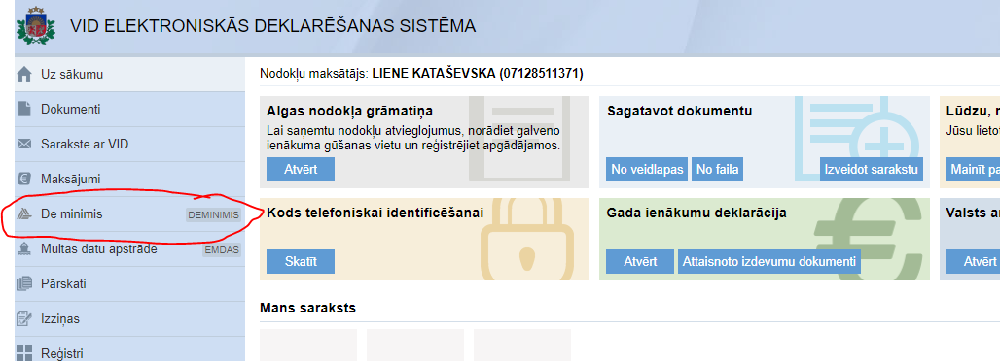 VID ELEKTRONISKĀS DEKLARĒŠANAS SISTĒMA
Uz sākumu
Dokumenti
Sarakste ar VID
Maksājumi
De minimis DEMINIMIS
Muitas datu apstrāde EMDAS
Pārskati
Izziņas
Reģistri
Nodokļu maksātājs: LIENE KATAŠEVSKA (07128511371)
Algas nodokļa grāmatiņa
Lai saņemtu nodokļu atvieglojumus, norādiet galveno
ienākuma gūšanas vietu un reģistrējiet apgādājamos.
Atvērt
Sagatavot dokumentu
No veidlapas No faila Izveidot sarakstu
Lūdzu, n
Jūsu lieto
Mainīt pa
Kods telefoniskai identificēšanai
Skatīt
Gada ienākumu deklarācija
Atvērt Attaisnoto izdevumu dokumenti
Valsts an
Atvērt
Mans saraksts